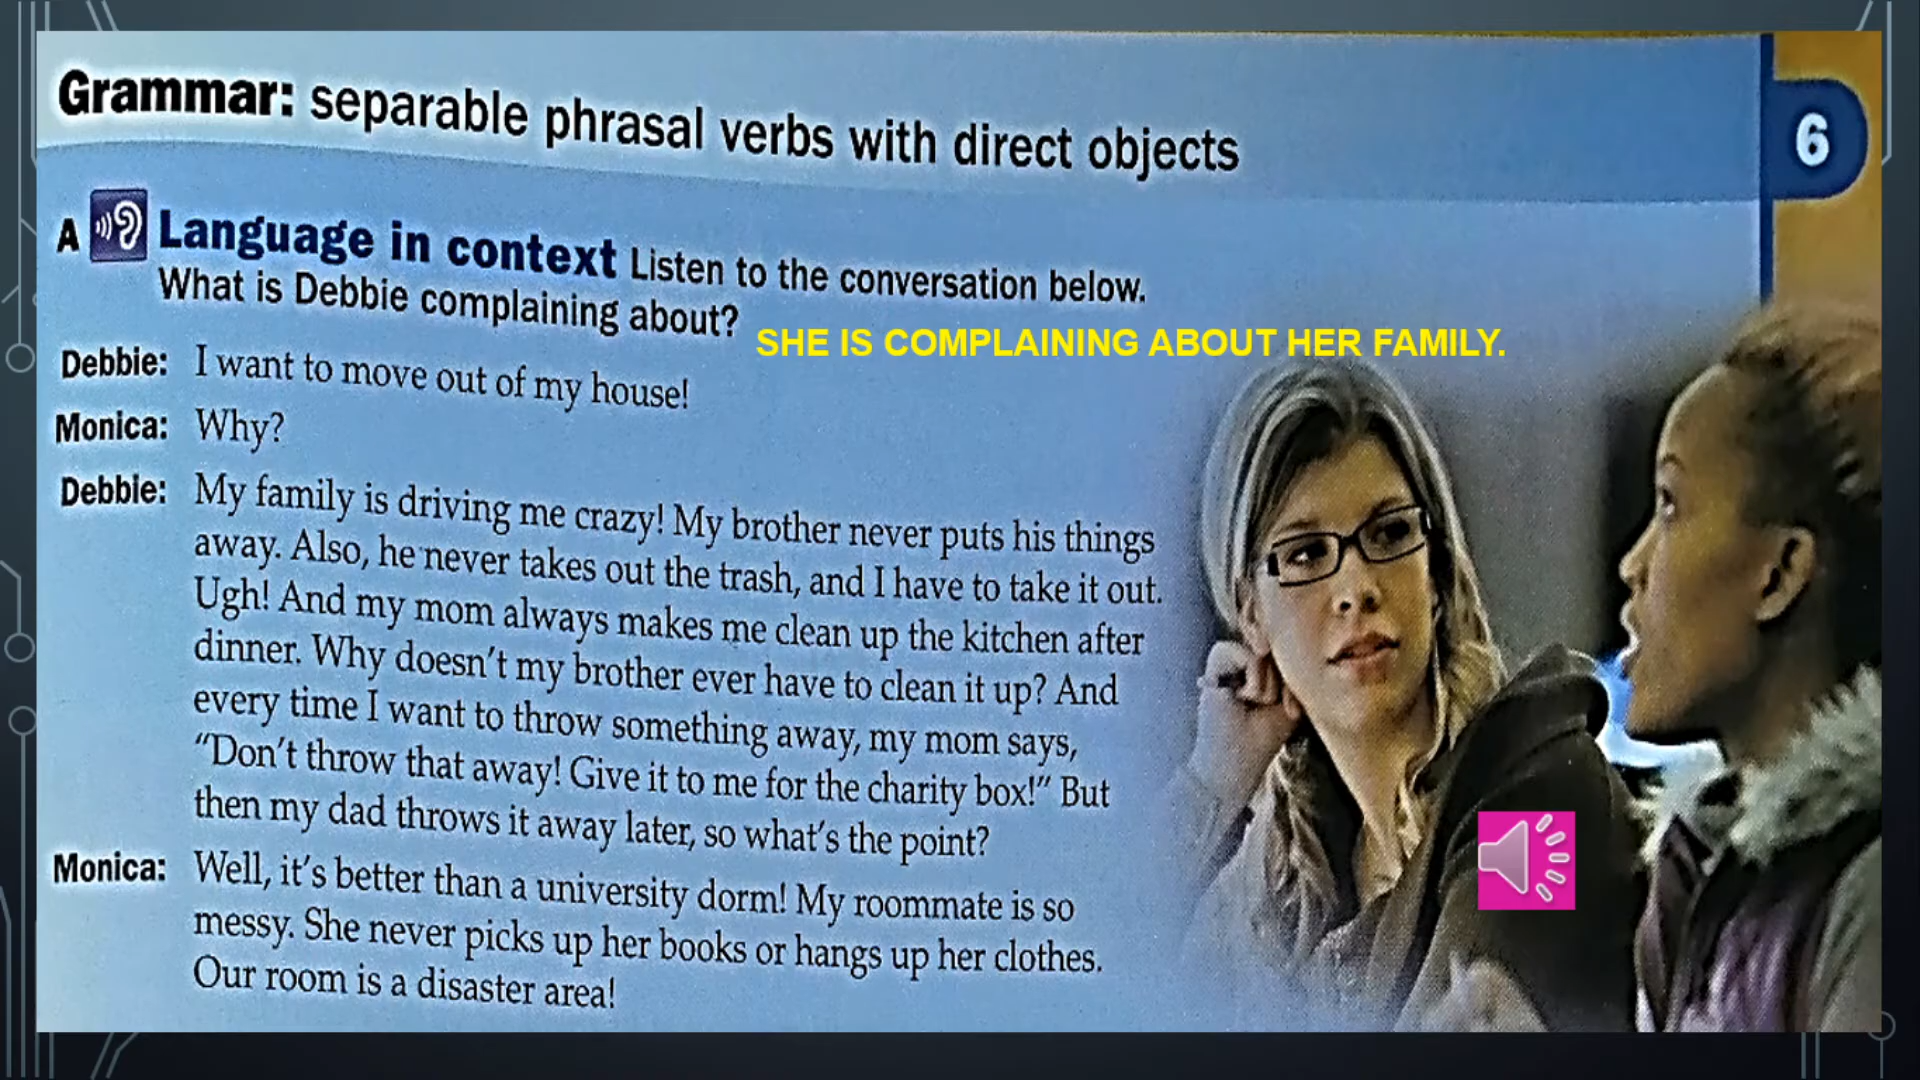 Grammar: separable phrasal verbs with direct objects
6
A Language in context Listen to the conversation below.
What is Debbie complaining about?
SHE IS COMPLAINING ABOUT HER FAMILY.
Debbie: I want to move out of my house!
Monica: Why?
Debbie: My family is driving me crazy! My brother never puts his things
away. Also, he never takes out the trash, and I have to take it out.
Ugh! And my mom always makes me clean up the kitchen after
dinner. Why doesn't my brother ever have to clean it up? And
every time I want to throw something away, my mom says,
“Don't throw that away! Give it to me for the charity box!” But
then my dad throws it away later, so what's the point?
Monica: Well, it's better than a university dorm! My roommate is so
messy. She never picks up her books or hangs up her clothes.
Our room is a disaster area!